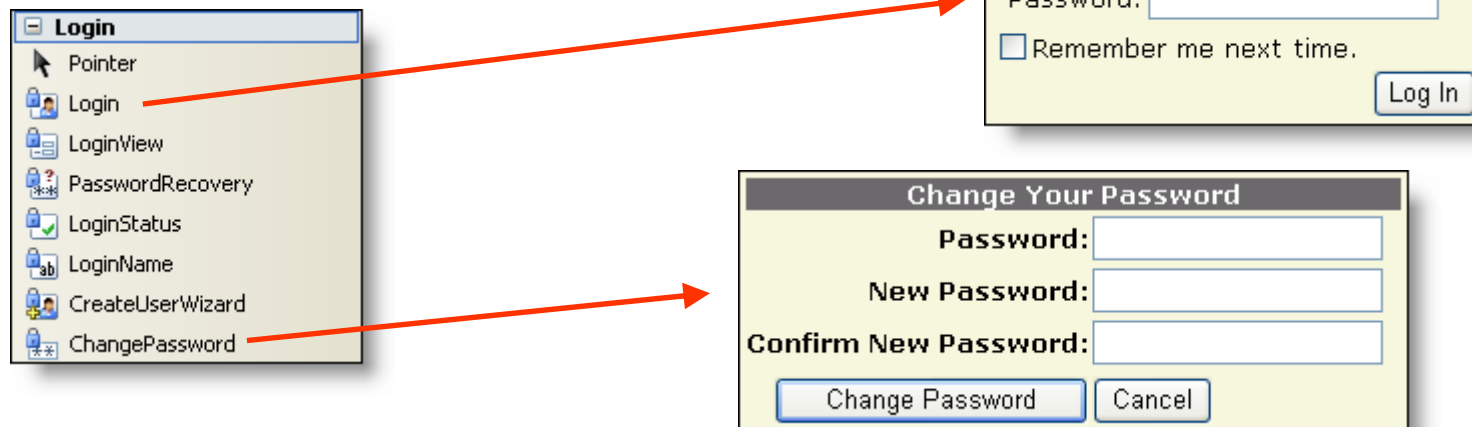 Login
Pointer
Login
LoginView
PasswordRecovery
LoginStatus
LoginName
CreateUserWizard
ChangePassword
Password:
Remember me next time.
Log In
Change Your Password
Password:
New Password:
Confirm New Password:
Change Password Cancel